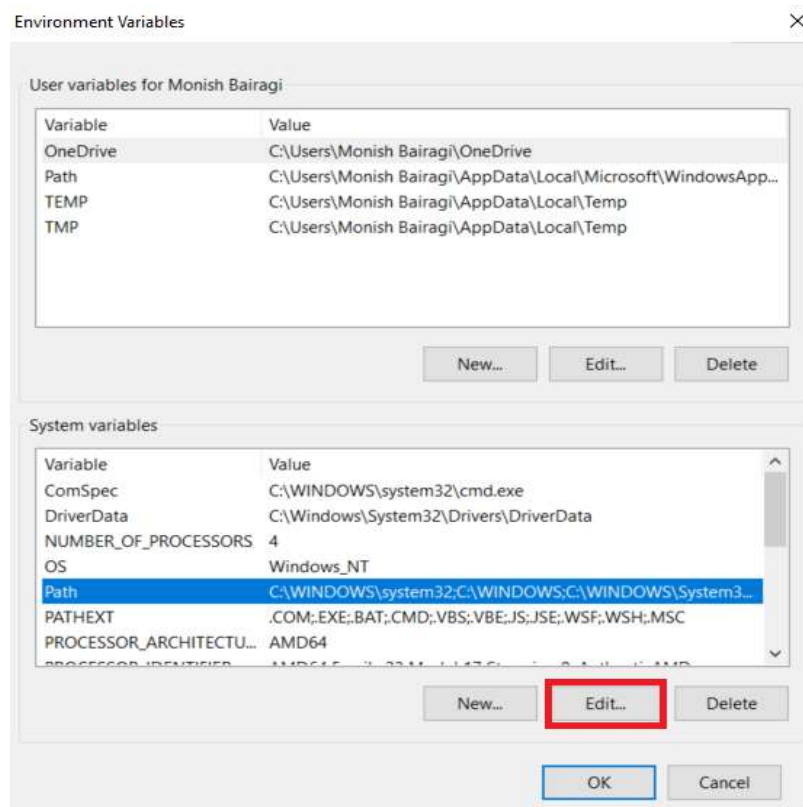 Environment Variables
User variables for Monish Bairagi
Variable Value
OneDrive C:\Users\Monish Bairagi\OneDrive
Path C:\Users\Monish Bairagi\AppData\Local\Microsoft\WindowsApp...
TEMP C:\Users\Monish Bairagi\AppData\Local\Temp
TMP C:\Users\Monish Bairagi\AppData\Local\Temp
New... Edit... Delete
System variables
Variable Value
ComSpec C:\WINDOWS\system32\cmd.exe
DriverData C:\Windows\System32\Drivers\DriverData
NUMBER_OF_PROCESSORS 4
OS Windows_NT
Path C:\WINDOWS\system32;C:\WINDOWS;C:\WINDOWS\System3...
PATHEXT .COM;.EXE;.BAT;.CMD;.VBS;.VBE;.JS;.JSE;.WSF;.WSH;.MSC
PROCESSOR_ARCHITECTU... AMD64
New... Edit... Delete
OK Cancel